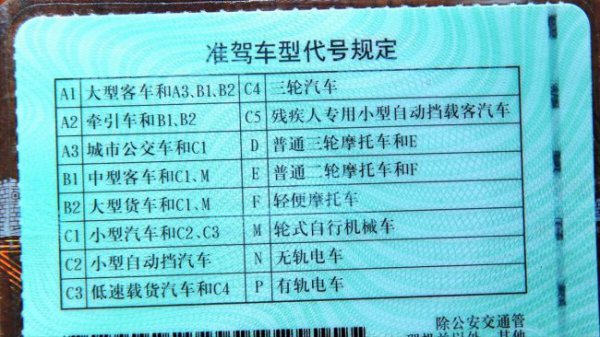 准驾车型代号规定
A1 大型客车和A3、B1、B2 C4 三轮汽车
A2 牵引车和B1、B2 C5 残疾人专用小型自动挡载客汽车
A3 城市公交车和C1 D 普通三轮摩托车和E
B1 中型客车和C1、M E 普通二轮摩托车和F
B2 大型货车和C1、M F 轻便摩托车
C1 小型汽车和C2、C3 M 轮式自行机械车
C2 小型自动挡汽车 N 无轨电车
C3 低速载货汽车和C4 P 有轨电车
除公安交通管